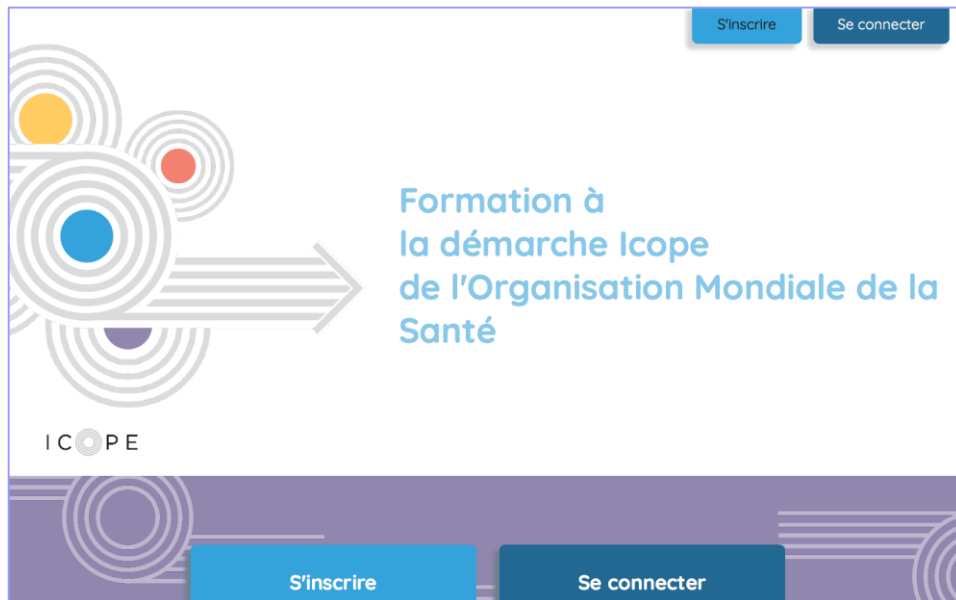 S'inscrire
Se connecter
Formation à
la démarche Icope
de l'Organisation Mondiale de la
Santé
ICOPE
S'inscrire
Se connecter